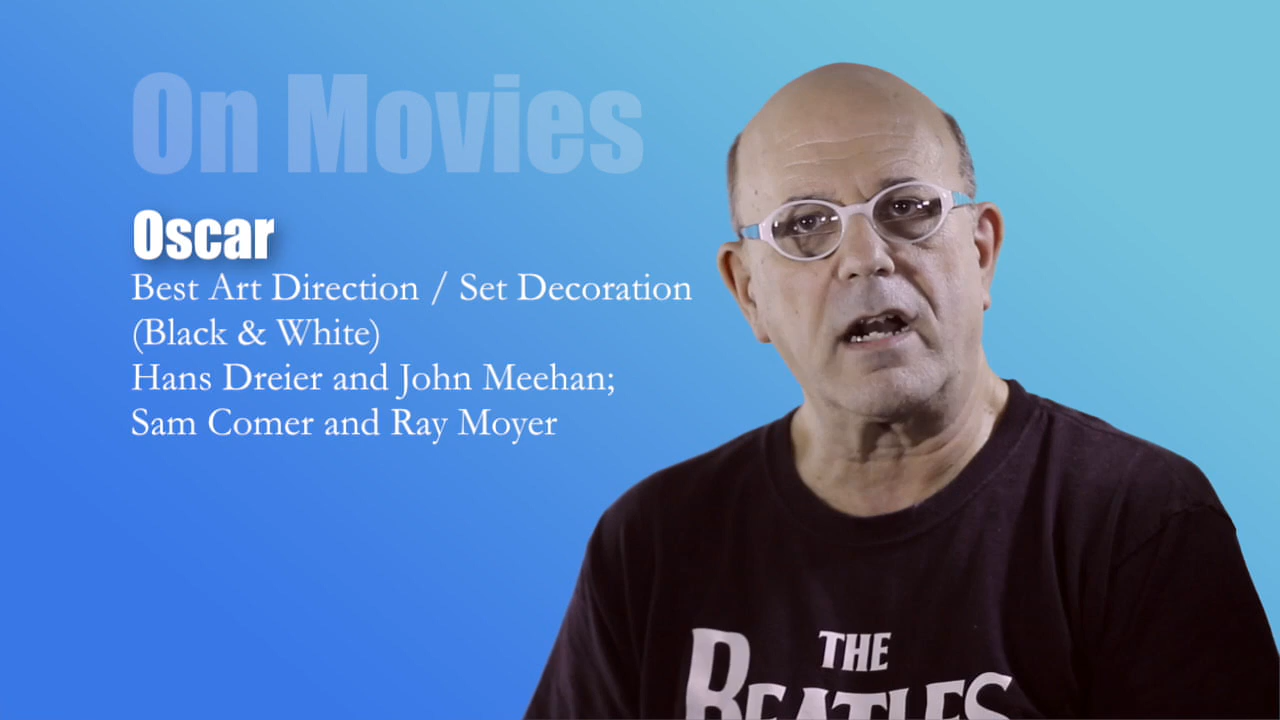 On Movies
Oscar
Best Art Direction / Set Decoration
(Black & White)
Hans Dreier and John Meehan;
Sam Comer and Ray Moyer
THE
BEATLES